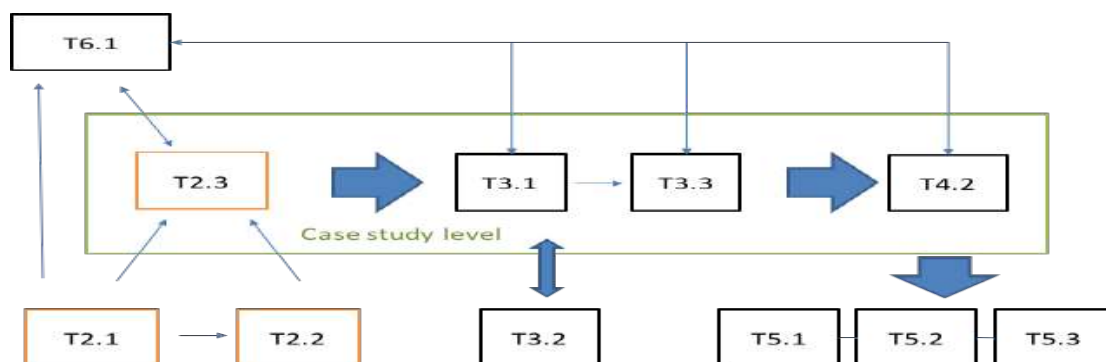 T6.1
T2.3
T3.1
T3.3
T4.2
Case study level
T2.1
T2.2
T3.2
T5.1
T5.2
T5.3